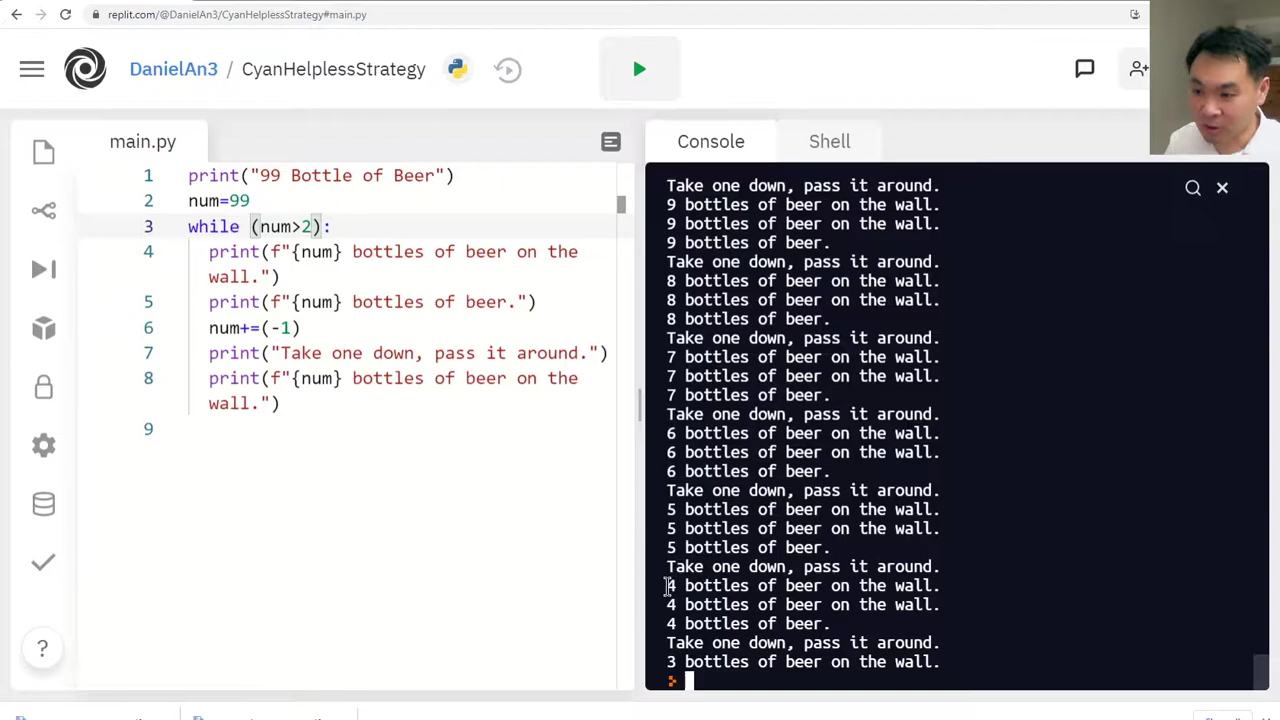 replit.com/@DanielAn3/CyanHelplessStrategy#main.py
DanielAn3 / CyanHelplessStrategy
main.py
1 print("99 Bottle of Beer")
2 num=99
3 while (num>2):
4 print(f"{num} bottles of beer on the
wall.")
5 print(f"{num} bottles of beer.")
6 num+=(-1)
7 print("Take one down, pass it around.")
8 print(f"{num} bottles of beer on the
wall.")
9
?
Console Shell
Take one down, pass it around.
9 bottles of beer on the wall.
9 bottles of beer on the wall.
9 bottles of beer.
Take one down, pass it around.
8 bottles of beer on the wall.
8 bottles of beer on the wall.
8 bottles of beer.
Take one down, pass it around.
7 bottles of beer on the wall.
7 bottles of beer on the wall.
7 bottles of beer.
Take one down, pass it around.
6 bottles of beer on the wall.
6 bottles of beer on the wall.
6 bottles of beer.
Take one down, pass it around.
5 bottles of beer on the wall.
5 bottles of beer on the wall.
5 bottles of beer.
Take one down, pass it around.
4 bottles of beer on the wall.
4 bottles of beer on the wall.
4 bottles of beer.
Take one down, pass it around.
3 bottles of beer on the wall.